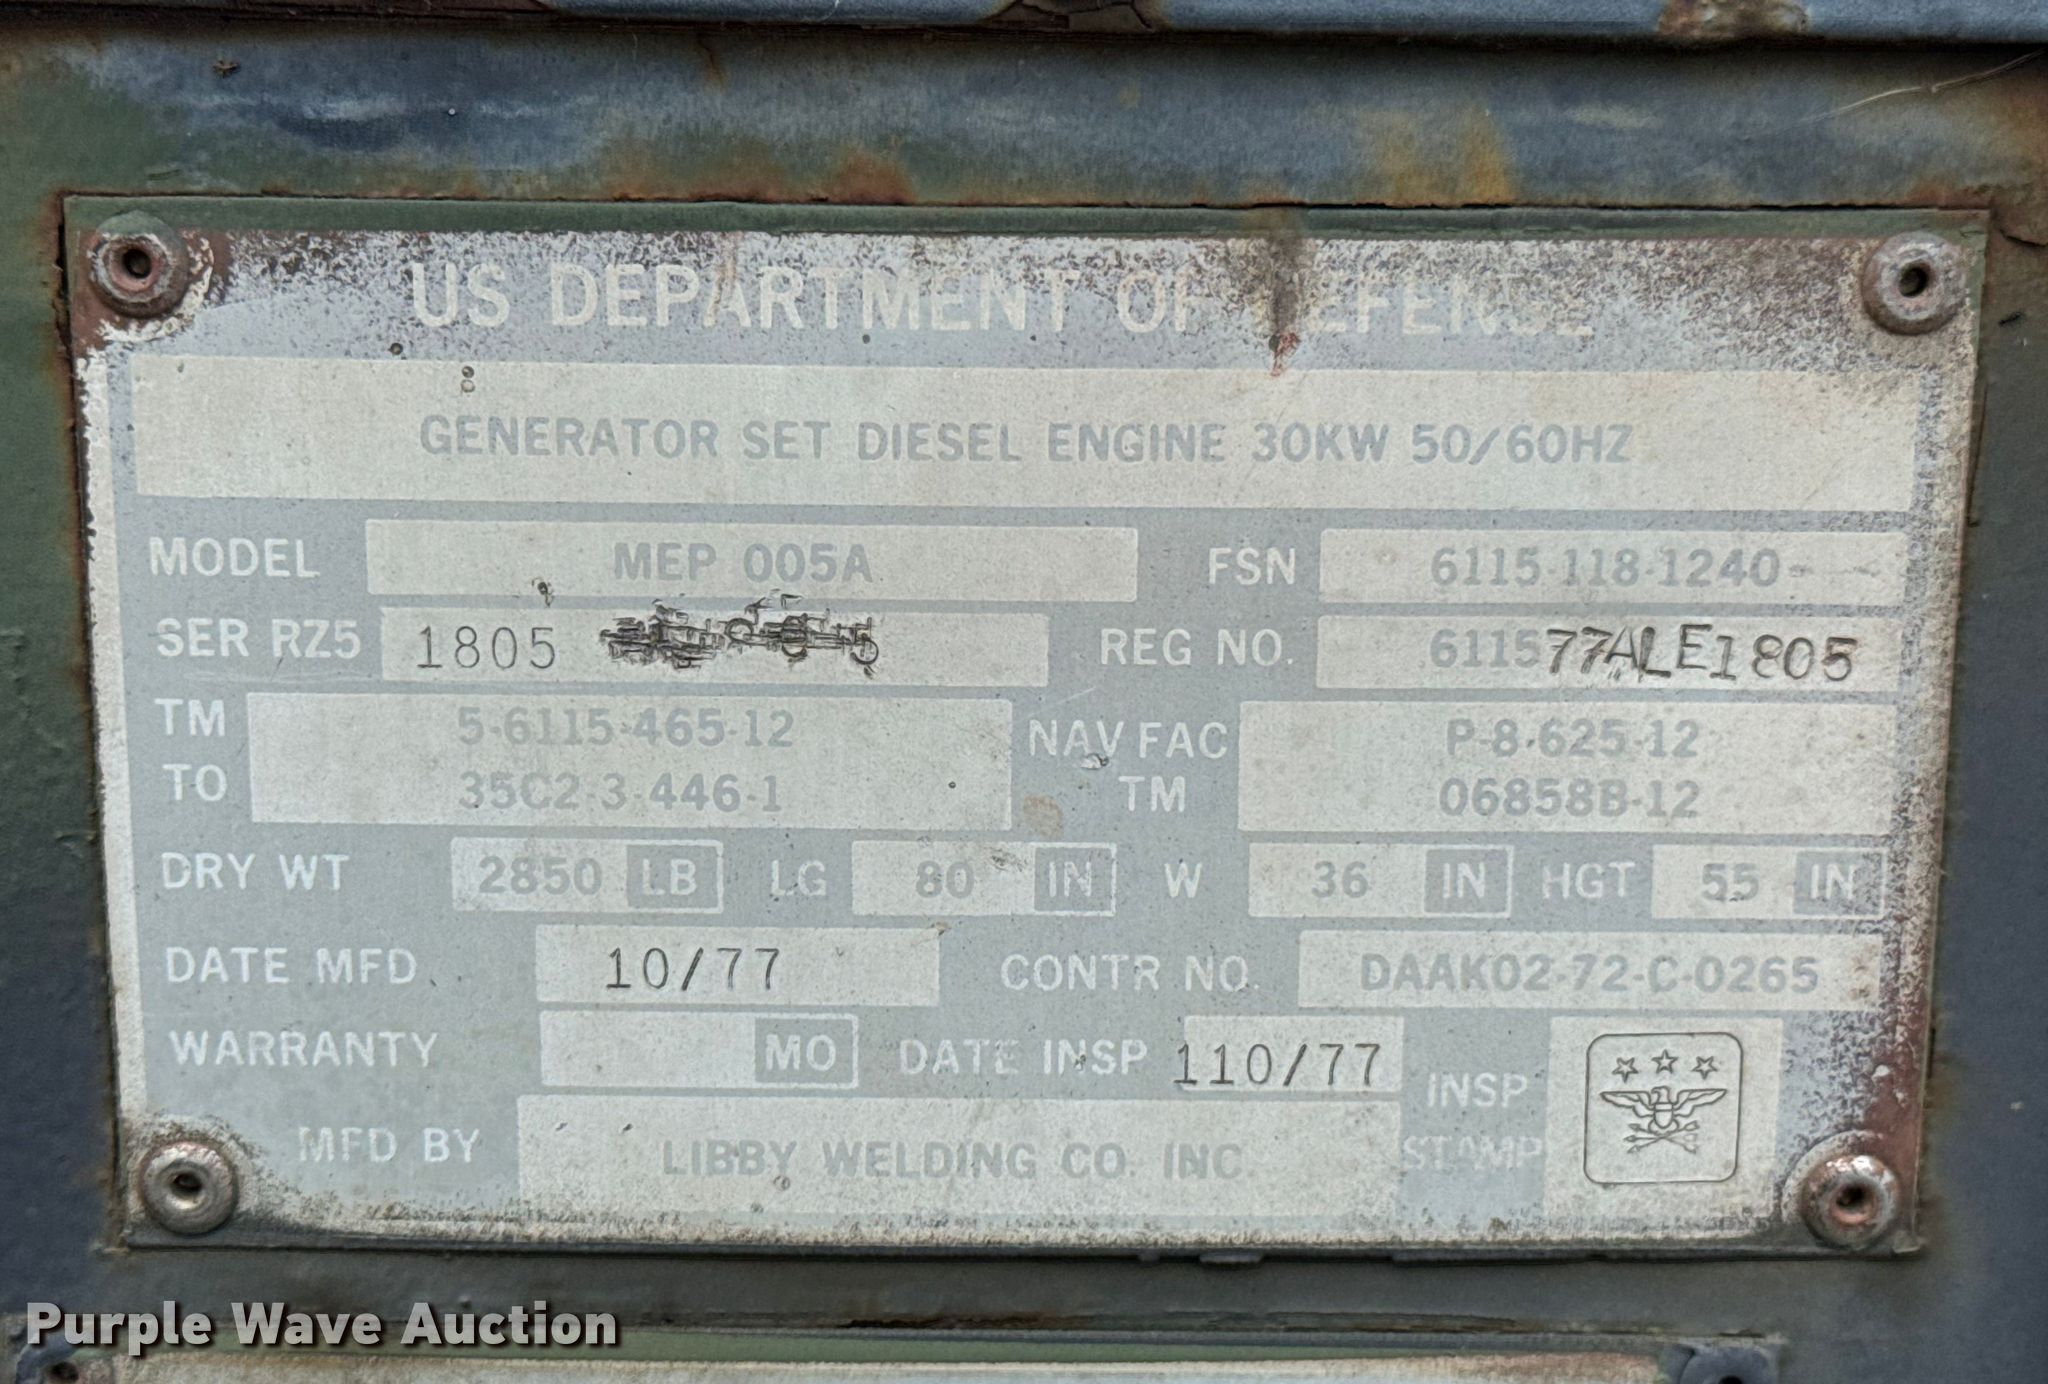 US DEPARTMENT OF DEFENSE
GENERATOR SET DIESEL ENGINE 30KW 50/60HZ
MODEL MEP 005A FSN 6115-118-1240
SER RZ5 1805 REG NO. 611577ALE1805
TM 5-6115-465-12 NAV FAC P-8-625-12
TO 35C2-3-446-1 TM 06858B-12
DRY WT 2850 LB LG 80 IN W 36 IN HGT 55 IN
DATE MFD 10/77 CONTR NO. DAAK02-72-C-0265
WARRANTY MO DATE INSP 110/77 INSP STAMP
MFD BY LIBBY WELDING CO. INC.
Purple Wave Auction